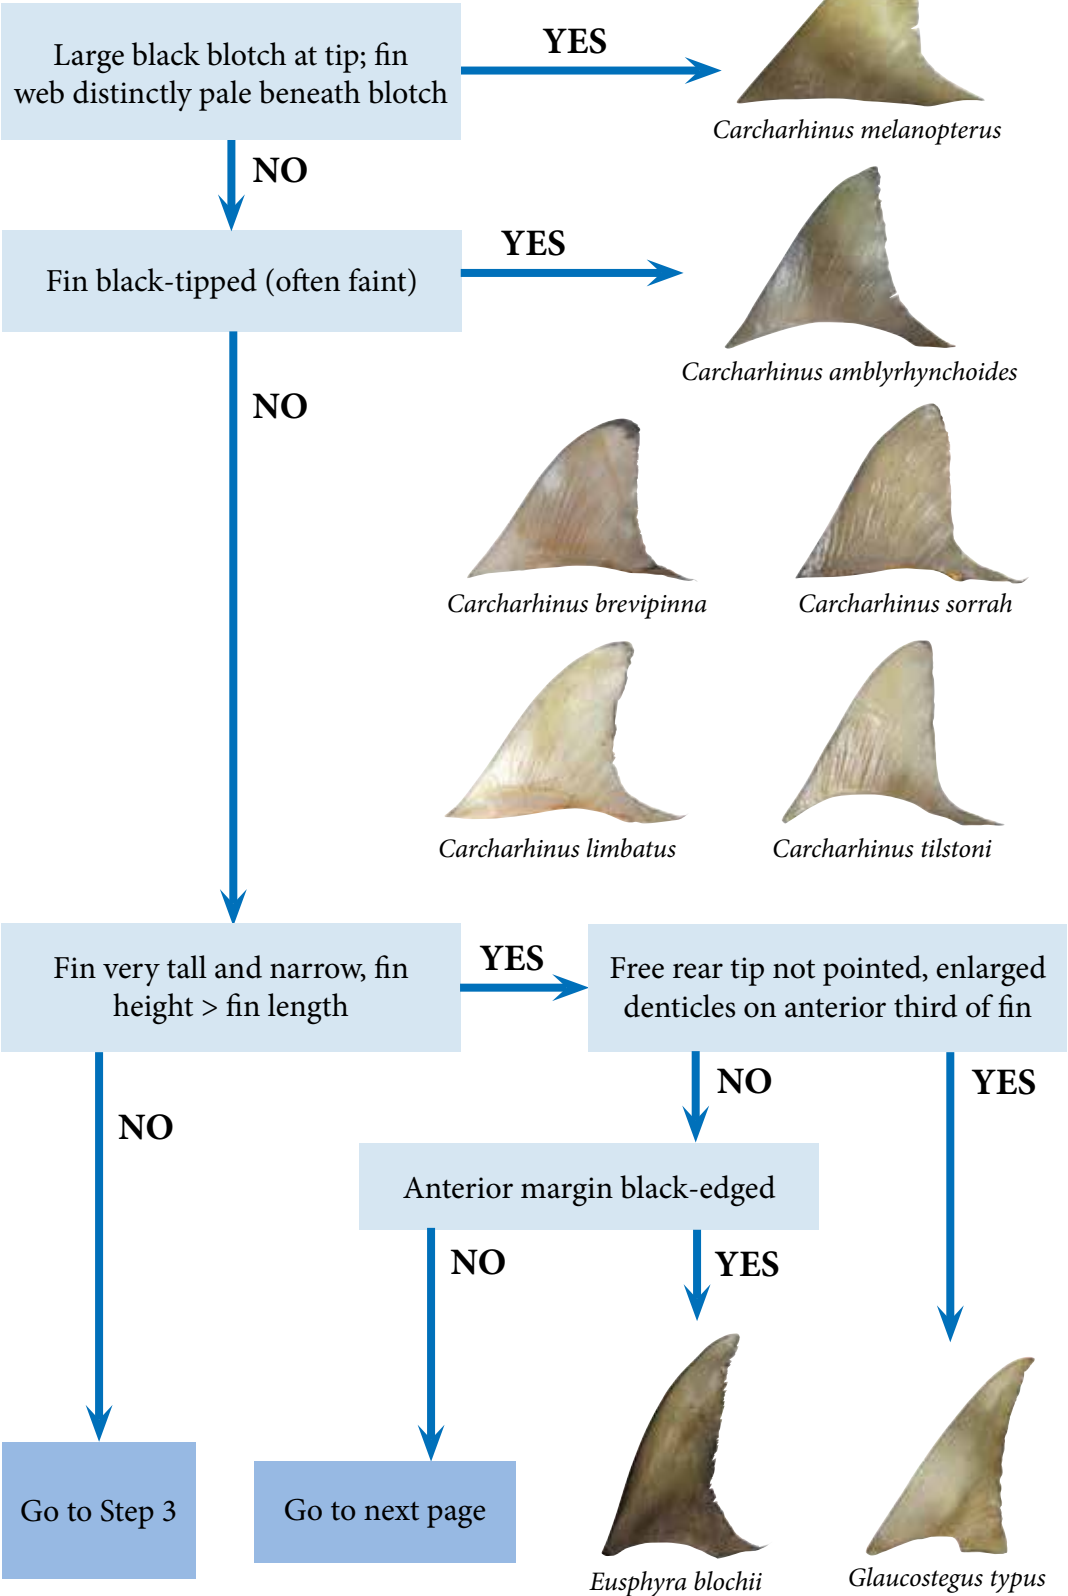 Large black blotch at tip; fin
web distinctly pale beneath blotch
YES
Carcharhinus melanopterus
NO
Fin black-tipped (often faint)
YES
Carcharhinus amblyrhynchoides
NO
Carcharhinus brevipinna
Carcharhinus sorrah
Carcharhinus limbatus
Carcharhinus tilstoni
Fin very tall and narrow, fin
height > fin length
YES
Free rear tip not pointed, enlarged
denticles on anterior third of fin
NO
YES
NO
Anterior margin black-edged
NO
YES
Go to Step 3
Go to next page
Eusphyra blochii
Glaucostegus typus